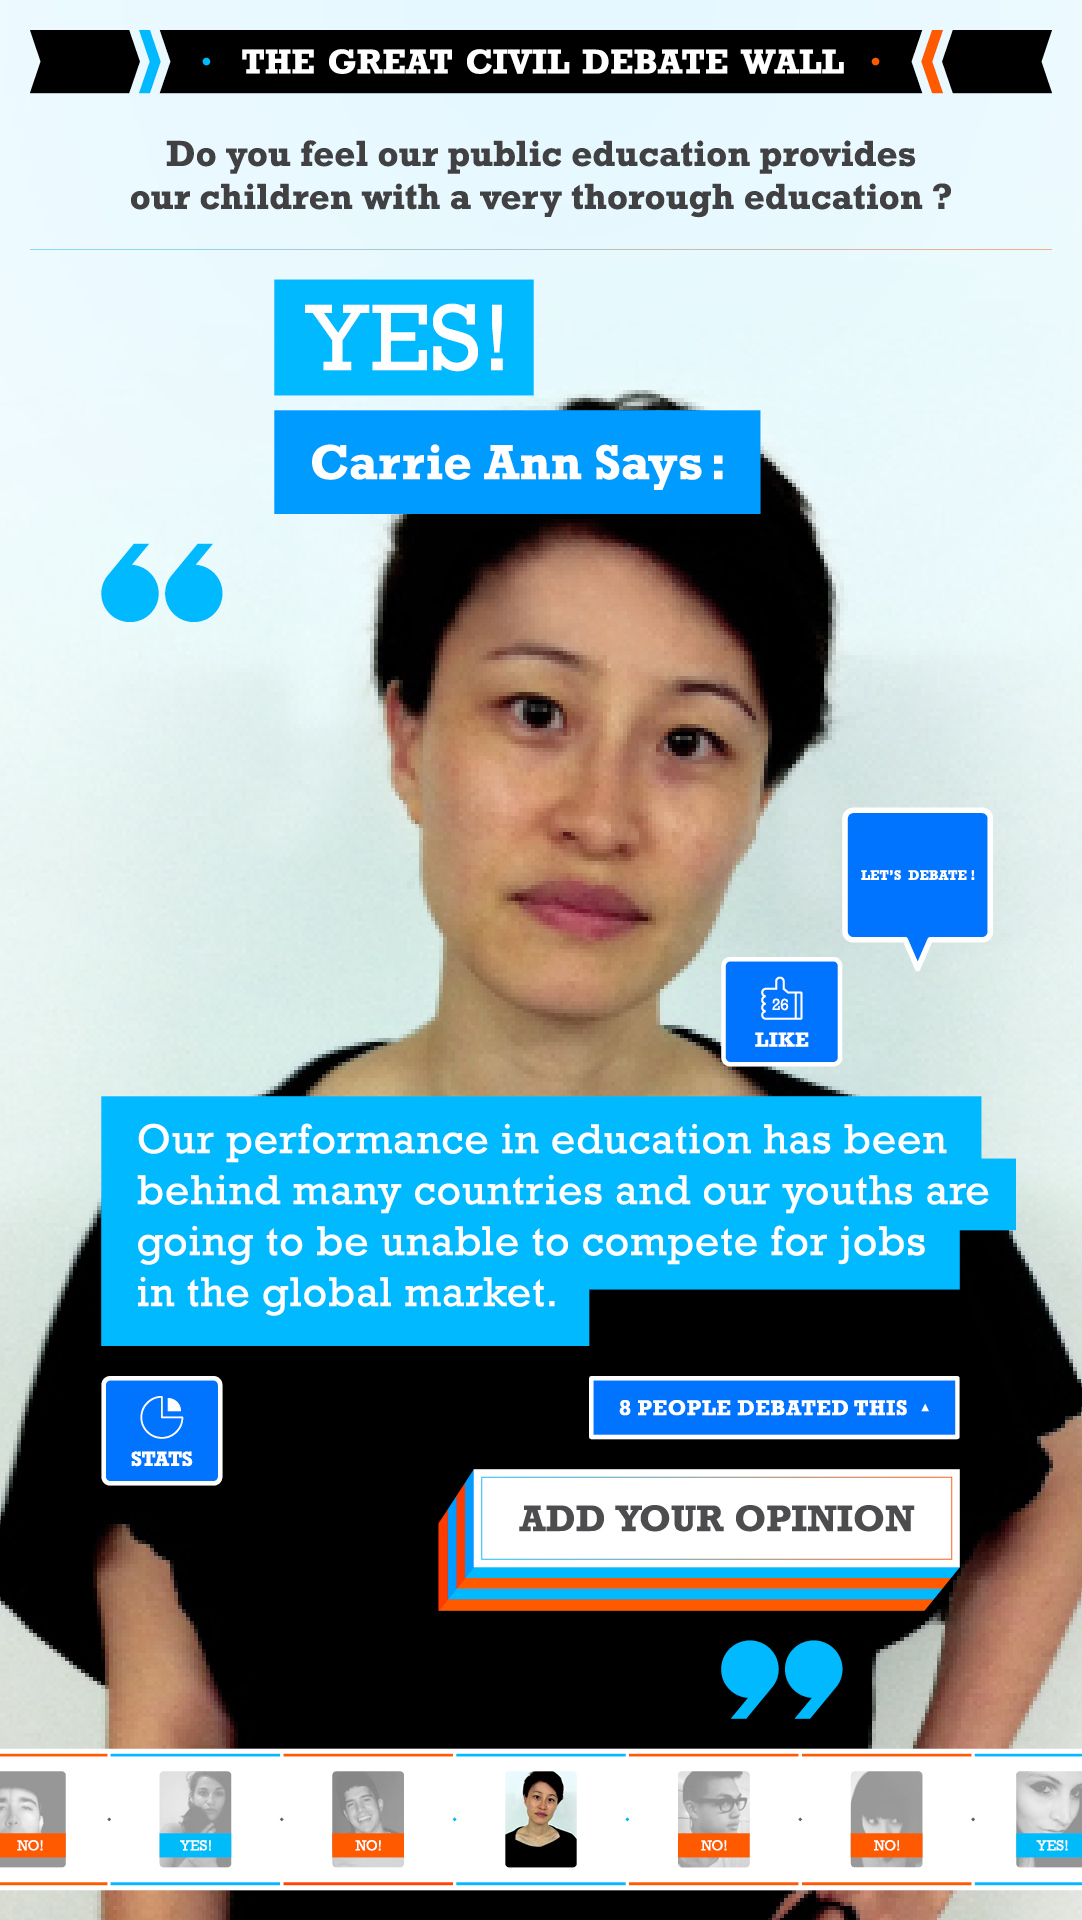 THE GREAT CIVIL DEBATE WALL
Do you feel our public education provides
our children with a very thorough education ?
YES!
Carrie Ann Says :
“
LET'S DEBATE !
26
LIKE
Our performance in education has been
behind many countries and our youths are
going to be unable to compete for jobs
in the global market.
STATS
8 PEOPLE DEBATED THIS ▲
ADD YOUR OPINION
”
NO!
YES!
NO!
NO!
NO!
YES!